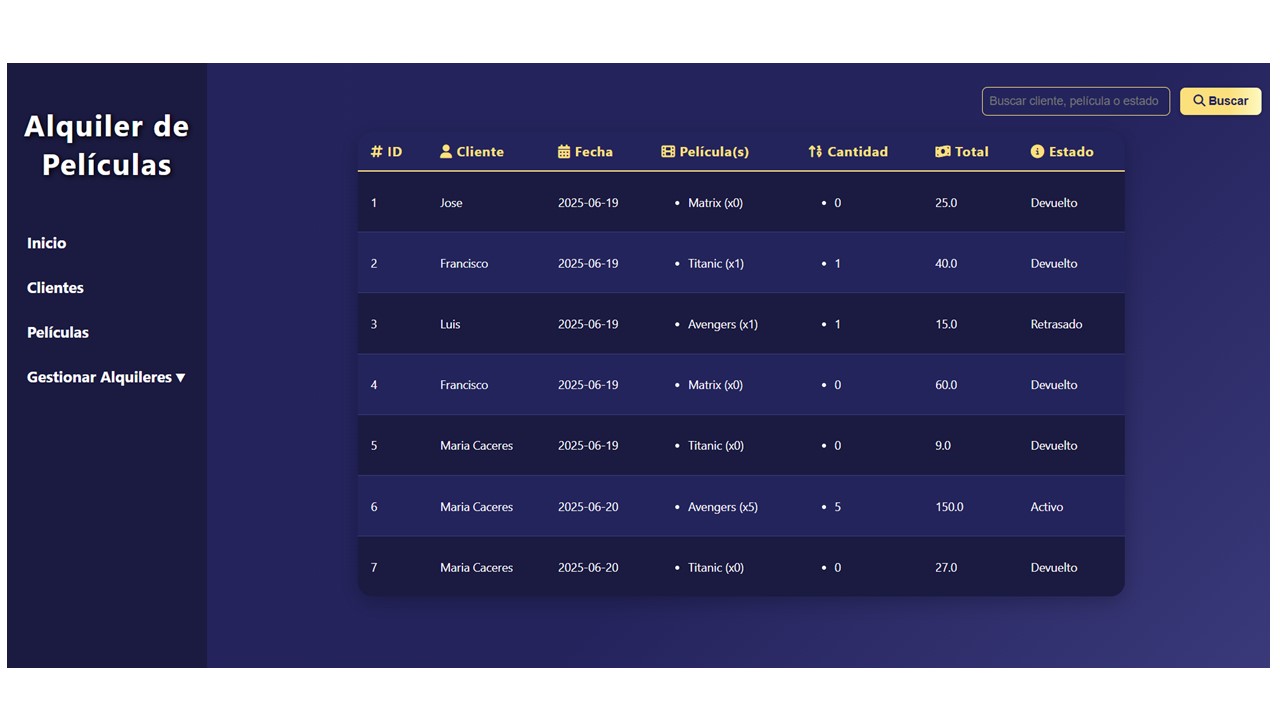 Alquiler de
Películas
Inicio
Clientes
Películas
Gestionar Alquileres ▼
Buscar cliente, película o estado Buscar
# ID Cliente Fecha Película(s) Cantidad Total Estado
1 Jose 2025-06-19 • Matrix (x0) • 0 25.0 Devuelto
2 Francisco 2025-06-19 • Titanic (x1) • 1 40.0 Devuelto
3 Luis 2025-06-19 • Avengers (x1) • 1 15.0 Retrasado
4 Francisco 2025-06-19 • Matrix (x0) • 0 60.0 Devuelto
5 Maria Caceres 2025-06-19 • Titanic (x0) • 0 9.0 Devuelto
6 Maria Caceres 2025-06-20 • Avengers (x5) • 5 150.0 Activo
7 Maria Caceres 2025-06-20 • Titanic (x0) • 0 27.0 Devuelto